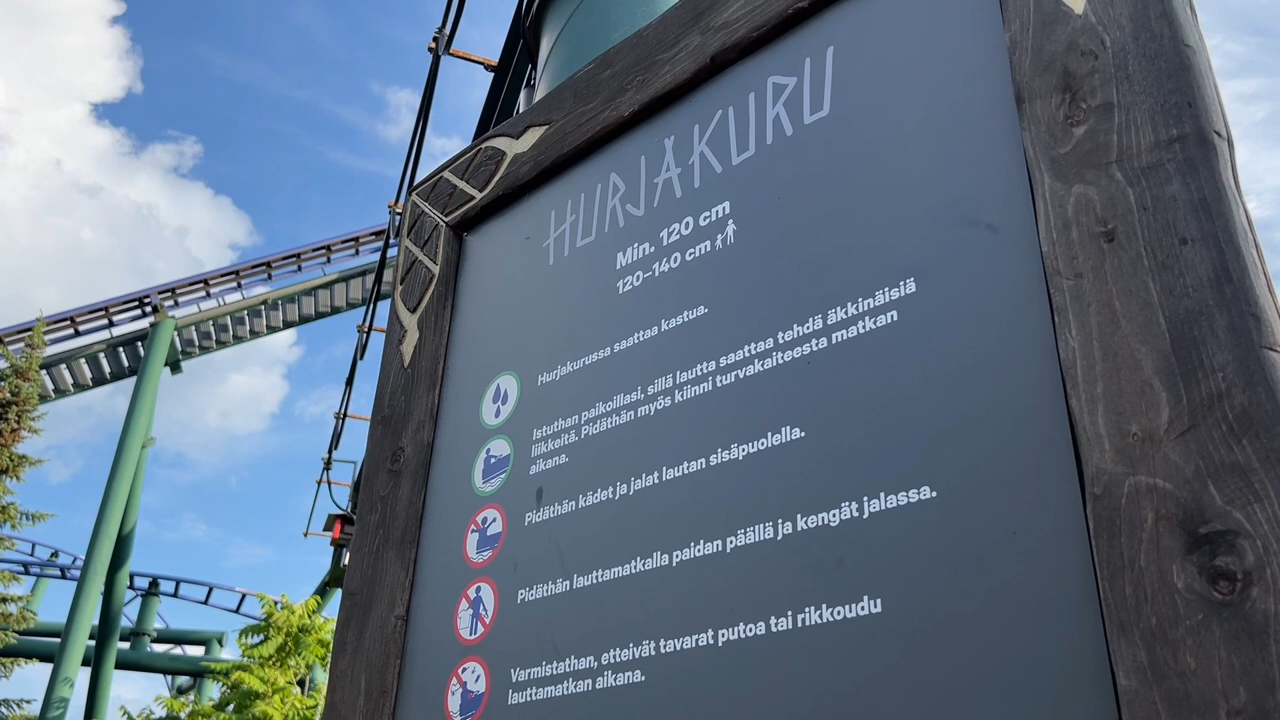 HURJAKURU
Min. 120 cm
120–140 cm
Hurjakurussa saattaa kastua.
Istuthan paikoillasi, sillä lautta saattaa tehdä äkkinäisiä
liikkeitä. Pidäthän myös kiinni turvakaiteesta matkan
aikana.
Pidäthän kädet ja jalat lautan sisäpuolella.
Pidäthän lauttamatkalla paidan päällä ja kengät jalassa.
Varmistathan, etteivät tavarat putoa tai rikkoudu
lauttamatkan aikana.